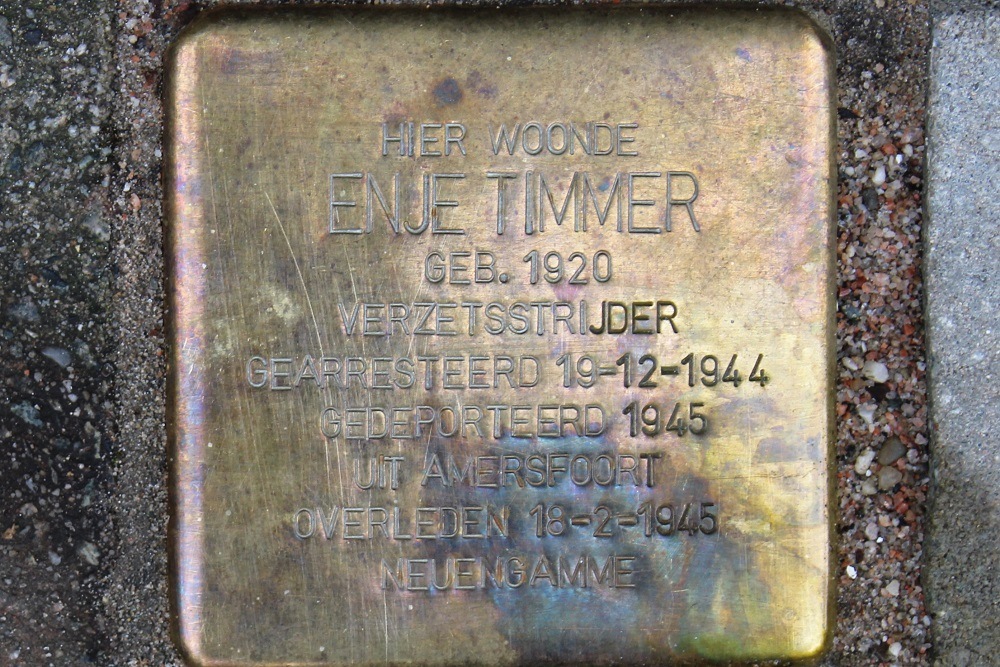 HIER WOONDE
ENJE TIMMER
GEB. 1920
VERZETSSTRIJDER
GEARRESTEERD 19-12-1944
GEDEPORTEERD 1945
UIT AMERSFOORT
OVERLEDEN 18-2-1945
NEUENGAMME